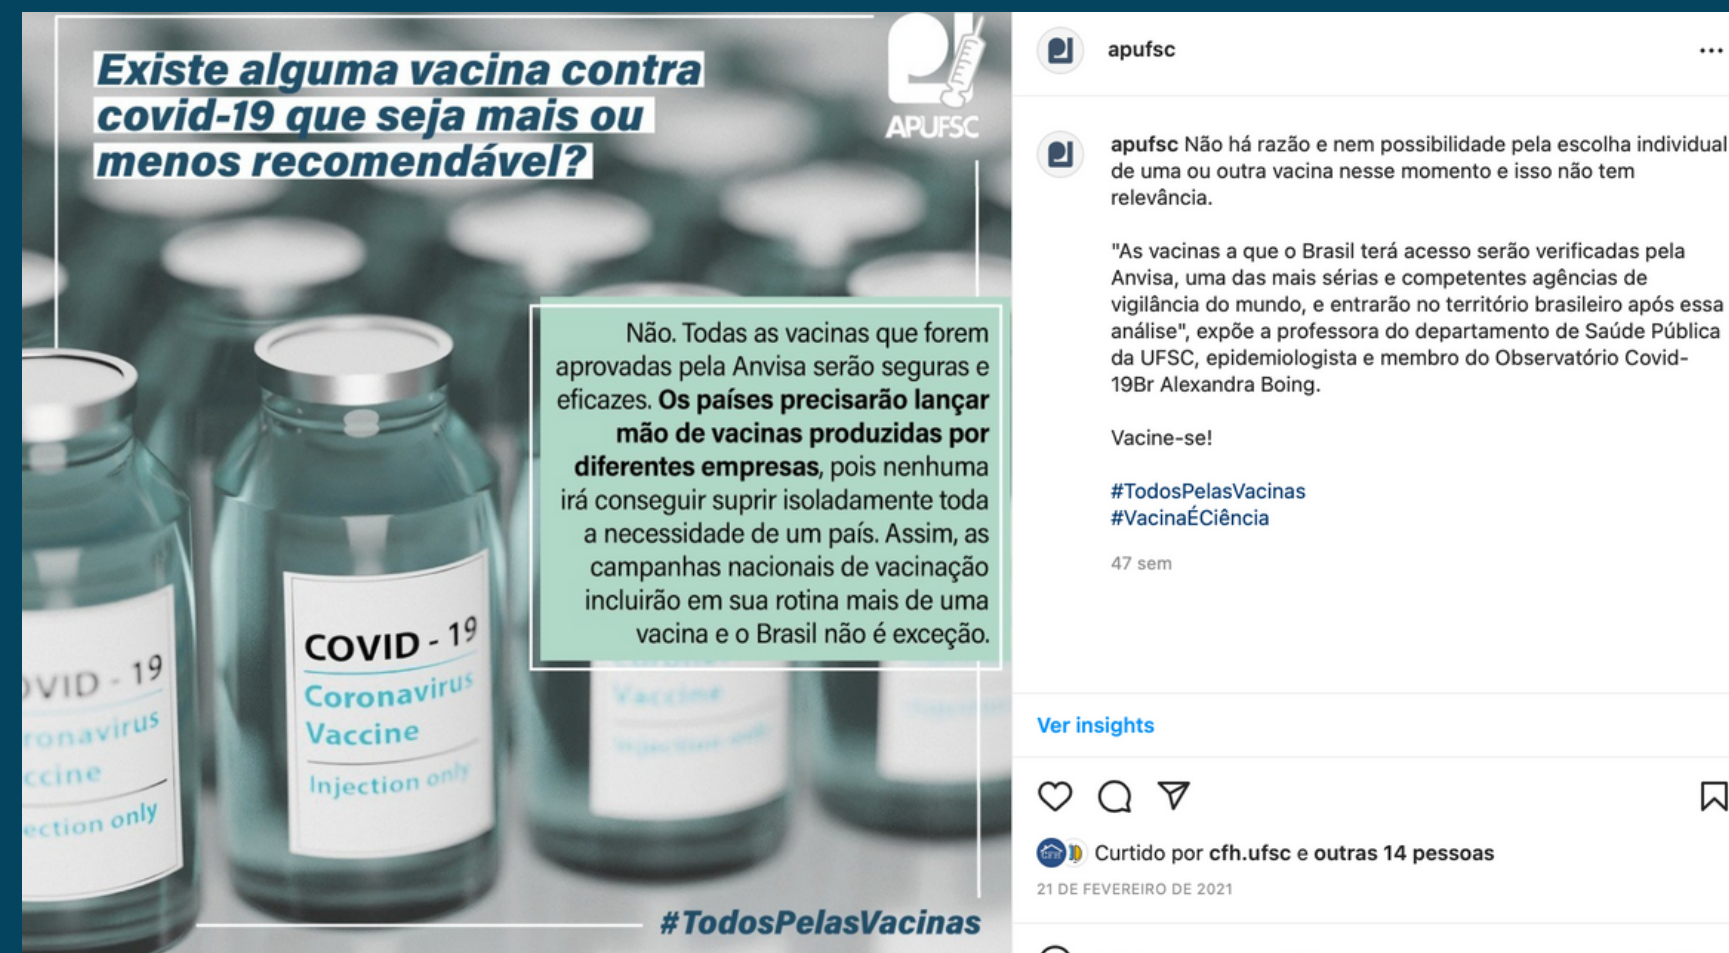 Existe alguma vacina contra
covid-19 que seja mais ou
menos recomendável?
APUFSC
Não. Todas as vacinas que forem
aprovadas pela Anvisa serão seguras e
eficazes. Os países precisarão lançar
mão de vacinas produzidas por
diferentes empresas, pois nenhuma
irá conseguir suprir isoladamente toda
a necessidade de um país. Assim, as
campanhas nacionais de vacinação
incluirão em sua rotina mais de uma
vacina e o Brasil não é exceção.
OVID - 19
ronavirus
ccine
ection only
COVID - 19
Coronavirus
Vaccine
Injection only
Vaccine
Injection only
#TodosPelasVacinas
apufsc
apufsc Não há razão e nem possibilidade pela escolha individual
de uma ou outra vacina nesse momento e isso não tem
relevância.
"As vacinas a que o Brasil terá acesso serão verificadas pela
Anvisa, uma das mais sérias e competentes agências de
vigilância do mundo, e entrarão no território brasileiro após essa
análise", expõe a professora do departamento de Saúde Pública
da UFSC, epidemiologista e membro do Observatório Covid-
19Br Alexandra Boing.
Vacine-se!
#TodosPelasVacinas
#VacinaÉCiência
47 sem
Ver insights
CFH
Curtido por cfh.ufsc e outras 14 pessoas
21 DE FEVEREIRO DE 2021